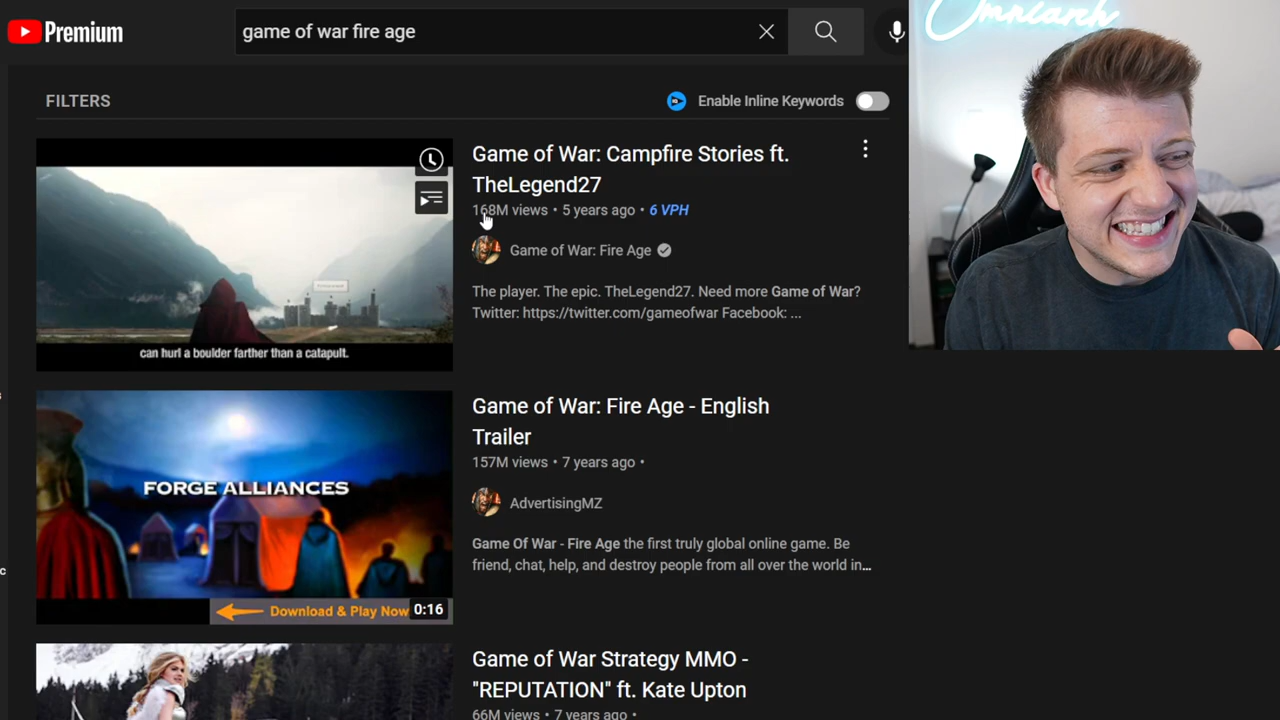 Premium
game of war fire age
Omniarch
FILTERS
Enable Inline Keywords
Game of War: Campfire Stories ft.
TheLegend27
168M views • 5 years ago • 6 VPH
Game of War: Fire Age
The player. The epic. TheLegend27. Need more Game of War?
Twitter: https://twitter.com/gameofwar Facebook: ...
can hurl a boulder farther than a catapult.
Game of War: Fire Age - English
Trailer
157M views • 7 years ago •
AdvertisingMZ
Game Of War - Fire Age the first truly global online game. Be
friend, chat, help, and destroy people from all over the world in...
FORGE ALLIANCES
Download & Play Now
0:16
Game of War Strategy MMO -
"REPUTATION" ft. Kate Upton
66M views • 7 years ago •